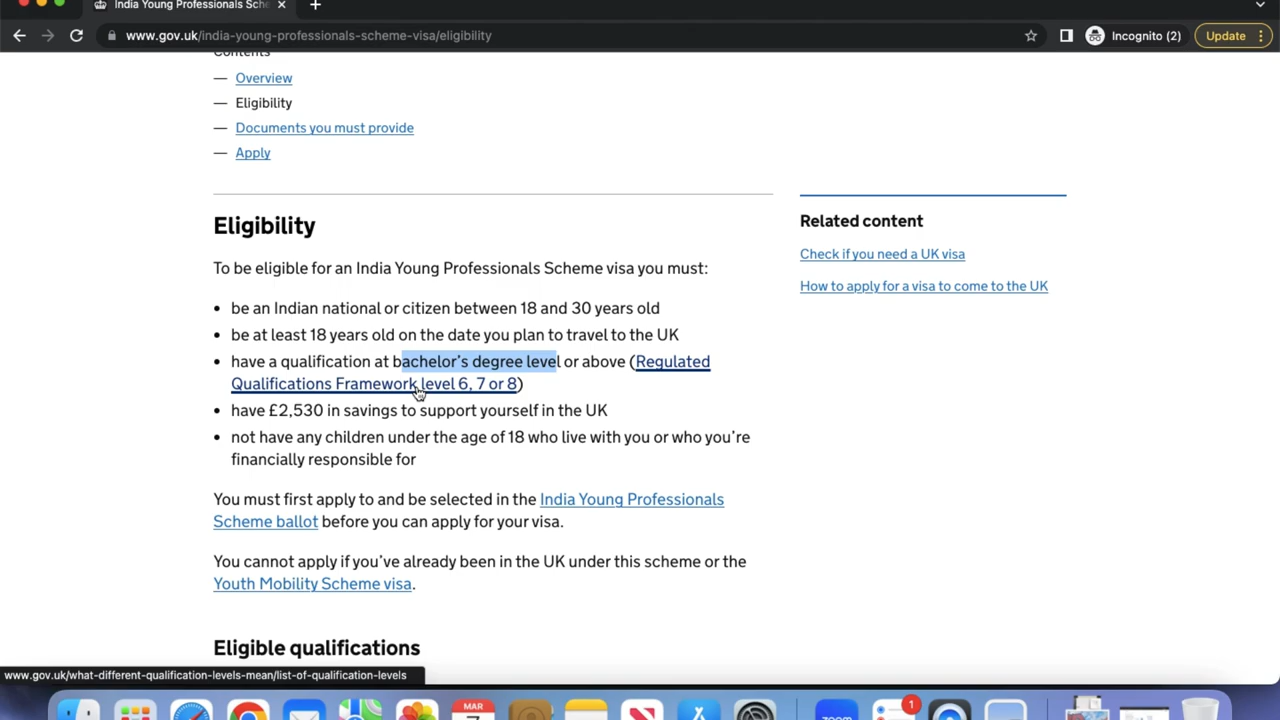 India Young Professionals Sche
www.gov.uk/india-young-professionals-scheme-visa/eligibility
Incognito (2)
Update
Contents
— Overview
— Eligibility
— Documents you must provide
— Apply
Eligibility
To be eligible for an India Young Professionals Scheme visa you must:
• be an Indian national or citizen between 18 and 30 years old
• be at least 18 years old on the date you plan to travel to the UK
• have a qualification at bachelor’s degree level or above (Regulated
Qualifications Framework level 6, 7 or 8)
• have £2,530 in savings to support yourself in the UK
• not have any children under the age of 18 who live with you or who you’re
financially responsible for
You must first apply to and be selected in the India Young Professionals
Scheme ballot before you can apply for your visa.
You cannot apply if you’ve already been in the UK under this scheme or the
Youth Mobility Scheme visa.
Eligible qualifications
Related content
Check if you need a UK visa
How to apply for a visa to come to the UK
www.gov.uk/what-different-qualification-levels-mean/list-of-qualification-levels
MAR
1